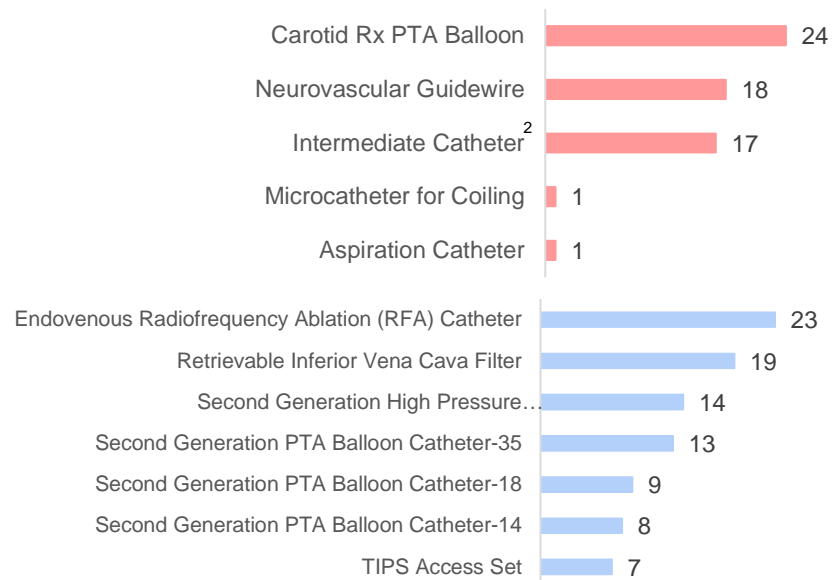 Carotid Rx PTA Balloon 24
Neurovascular Guidewire 18
Intermediate Catheter2 17
Microcatheter for Coiling 1
Aspiration Catheter 1
Endovenous Radiofrequency Ablation (RFA) Catheter 23
Retrievable Inferior Vena Cava Filter 19
Second Generation High Pressure… 14
Second Generation PTA Balloon Catheter-35 13
Second Generation PTA Balloon Catheter-18 9
Second Generation PTA Balloon Catheter-14 8
TIPS Access Set 7